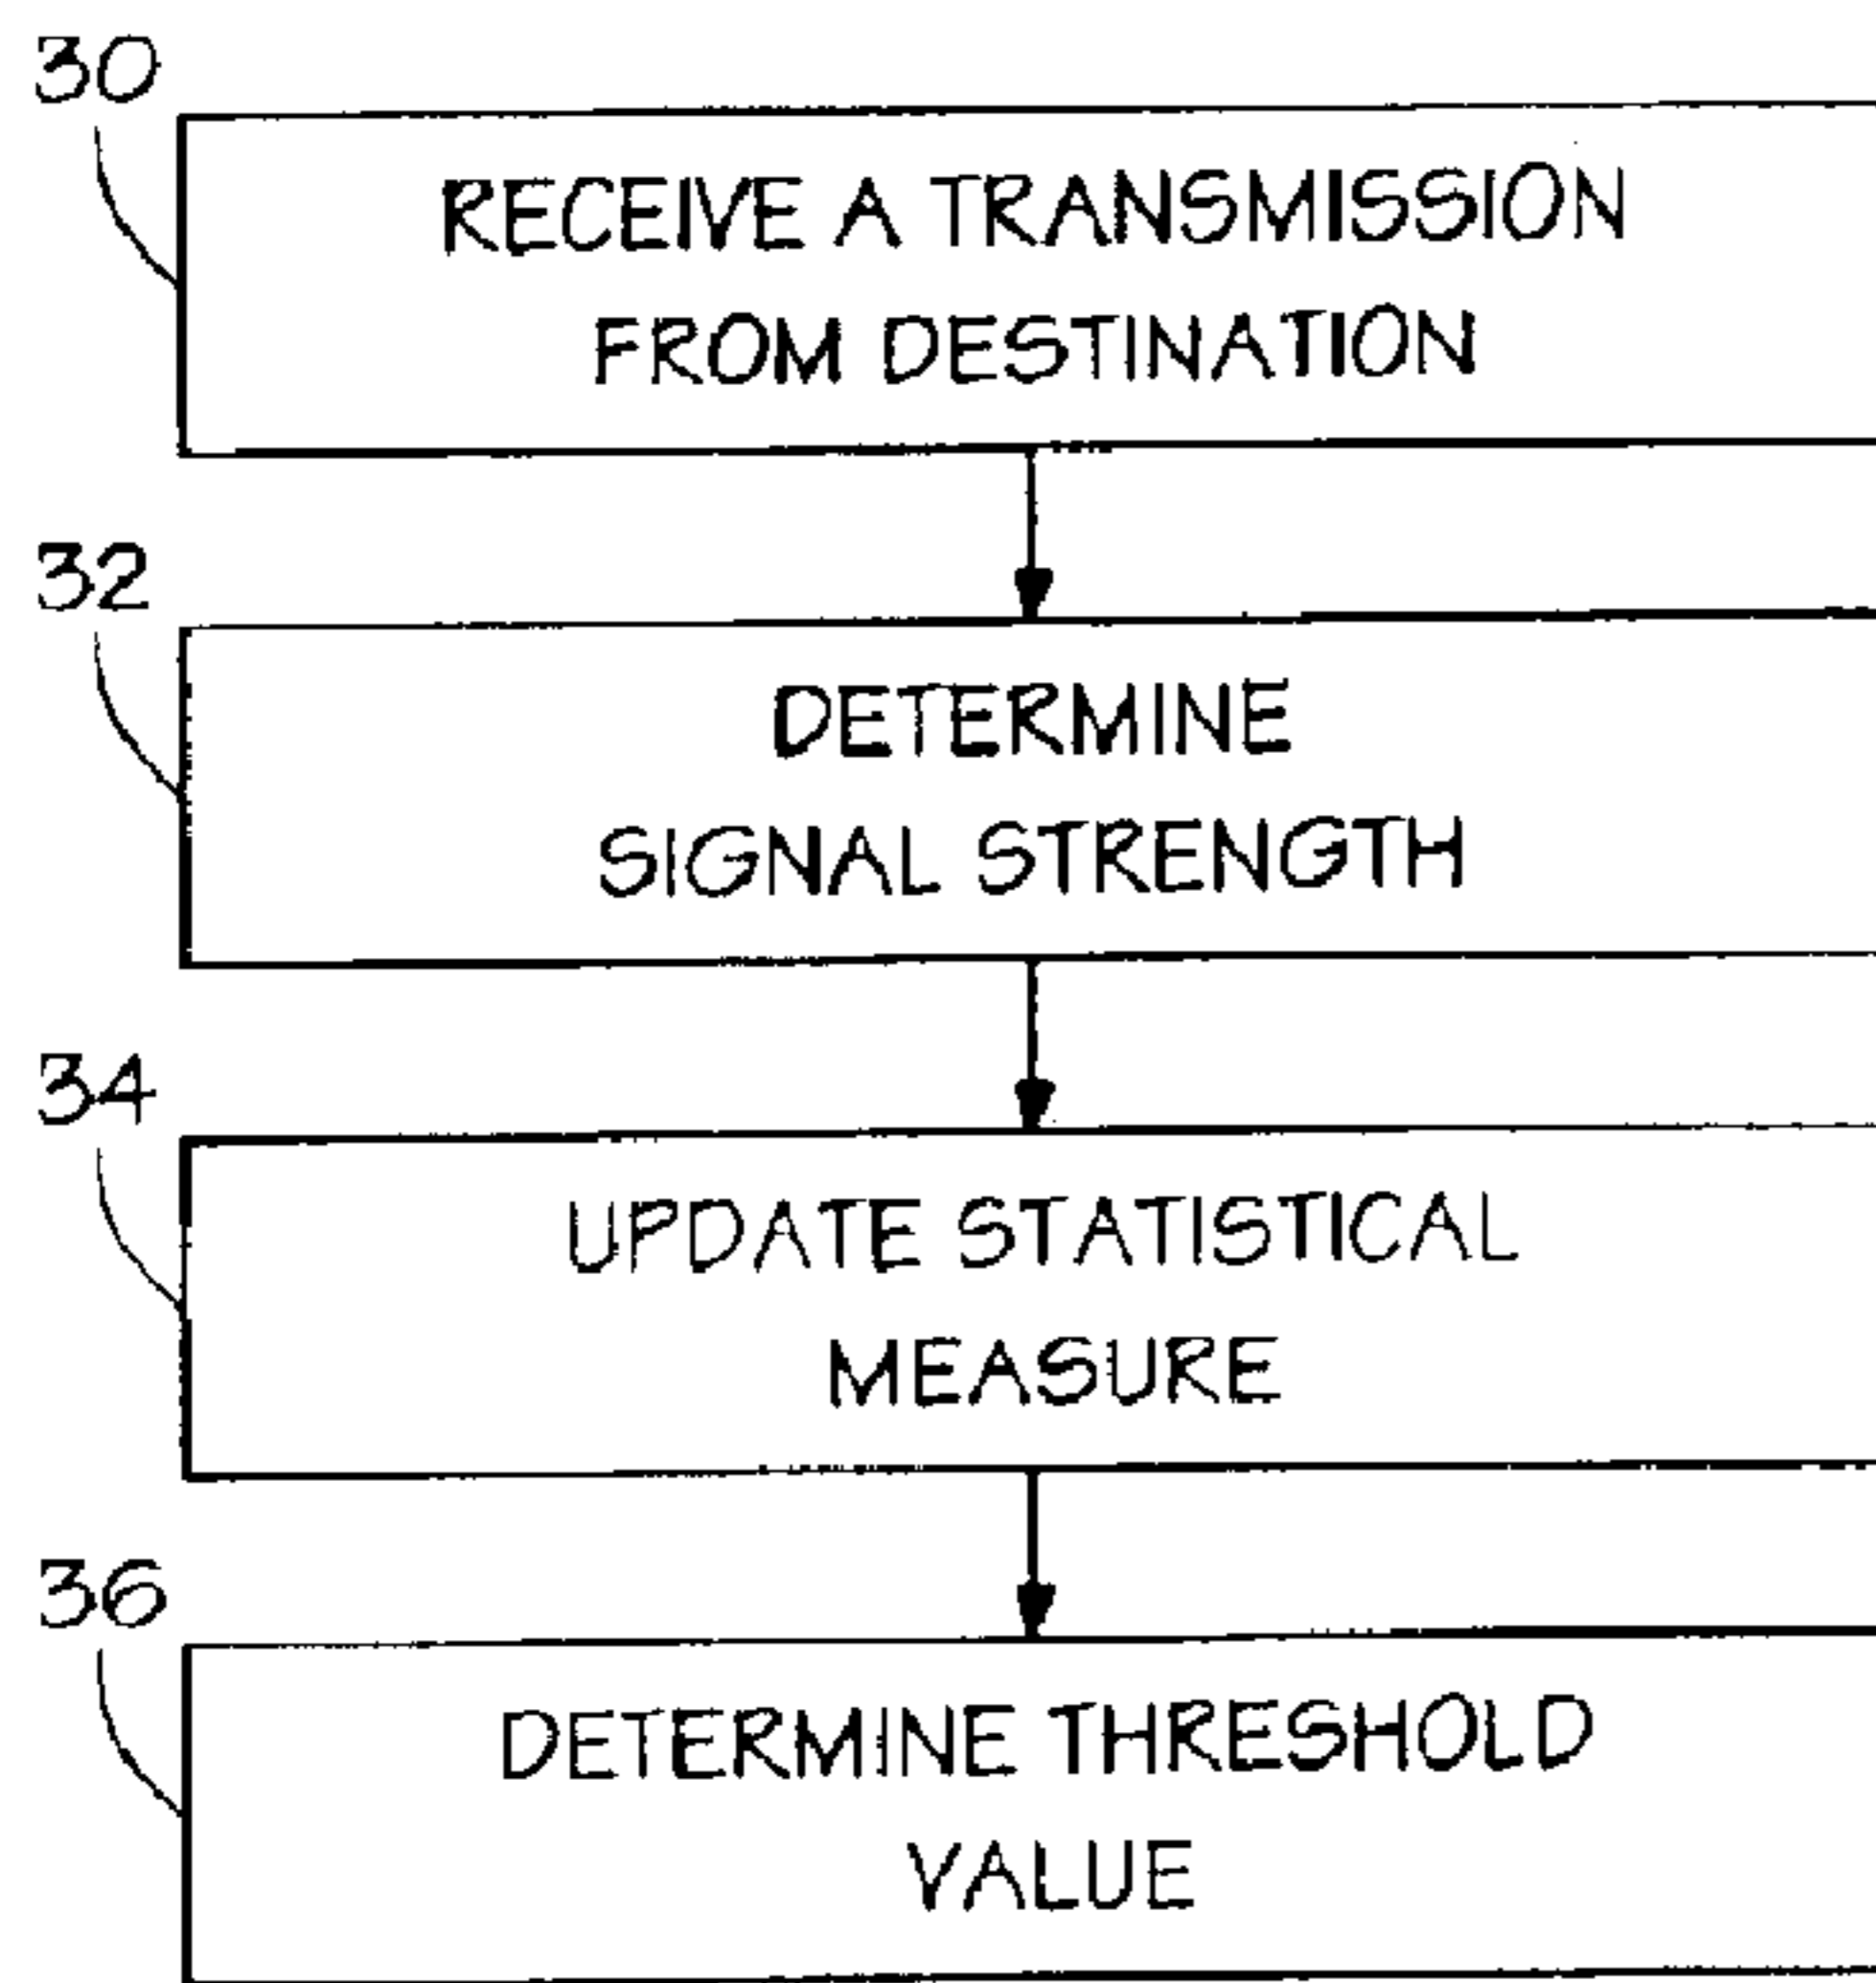 30
RECEIVE A TRANSMISSION
FROM DESTINATION
32
DETERMINE
SIGNAL STRENGTH
34
UPDATE STATISTICAL
MEASURE
36
DETERMINE THRESHOLD
VALUE